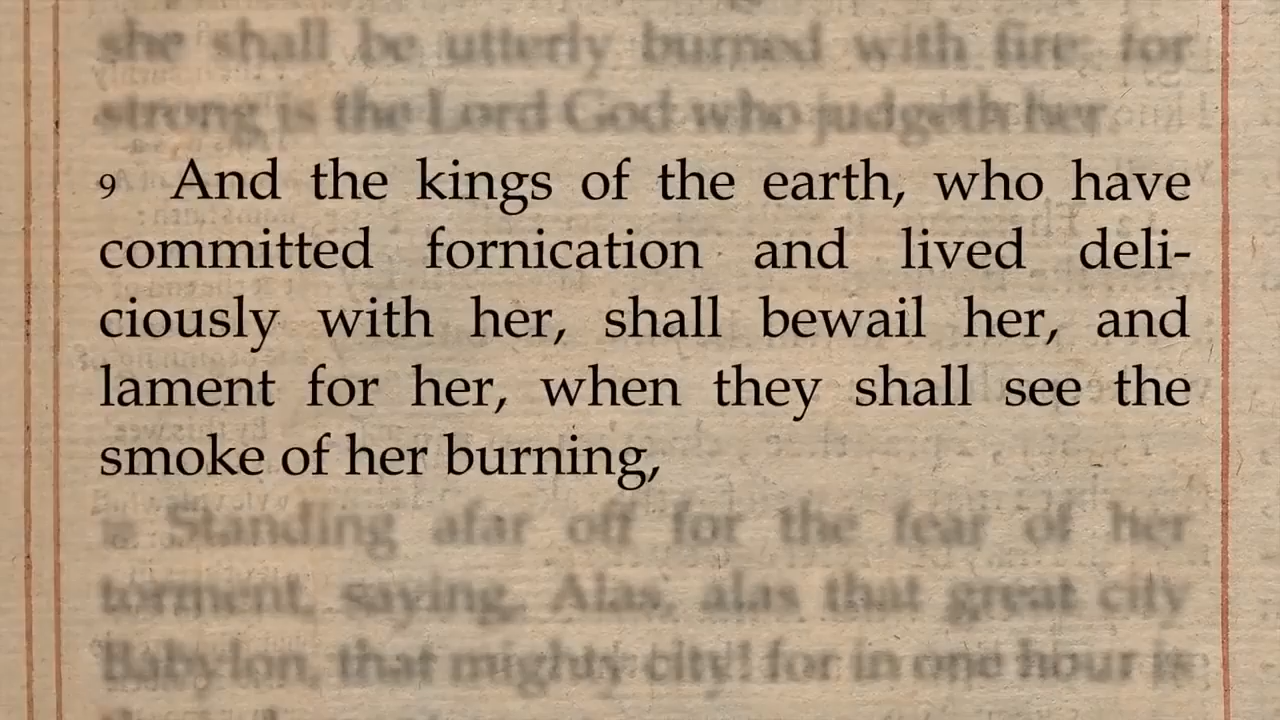 she shall be utterly burned with fire: for
strong is the Lord God who judgeth her.
9 And the kings of the earth, who have
committed fornication and lived deli-
ciously with her, shall bewail her, and
lament for her, when they shall see the
smoke of her burning,
10 Standing afar off for the fear of her
torment, saying, Alas, alas that great city
Babylon, that mighty city! for in one hour is